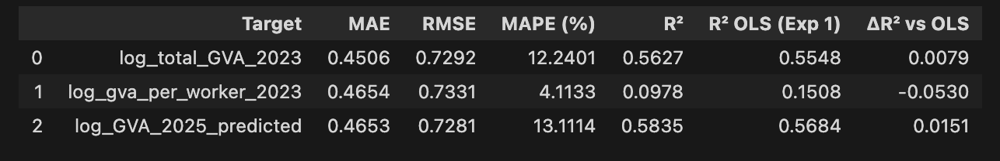 Target MAE RMSE MAPE (%) R² R² OLS (Exp 1) ΔR² vs OLS
0 log_total_GVA_2023 0.4506 0.7292 12.2401 0.5627 0.5548 0.0079
1 log_gva_per_worker_2023 0.4654 0.7331 4.1133 0.0978 0.1508 -0.0530
2 log_GVA_2025_predicted 0.4653 0.7281 13.1114 0.5835 0.5684 0.0151